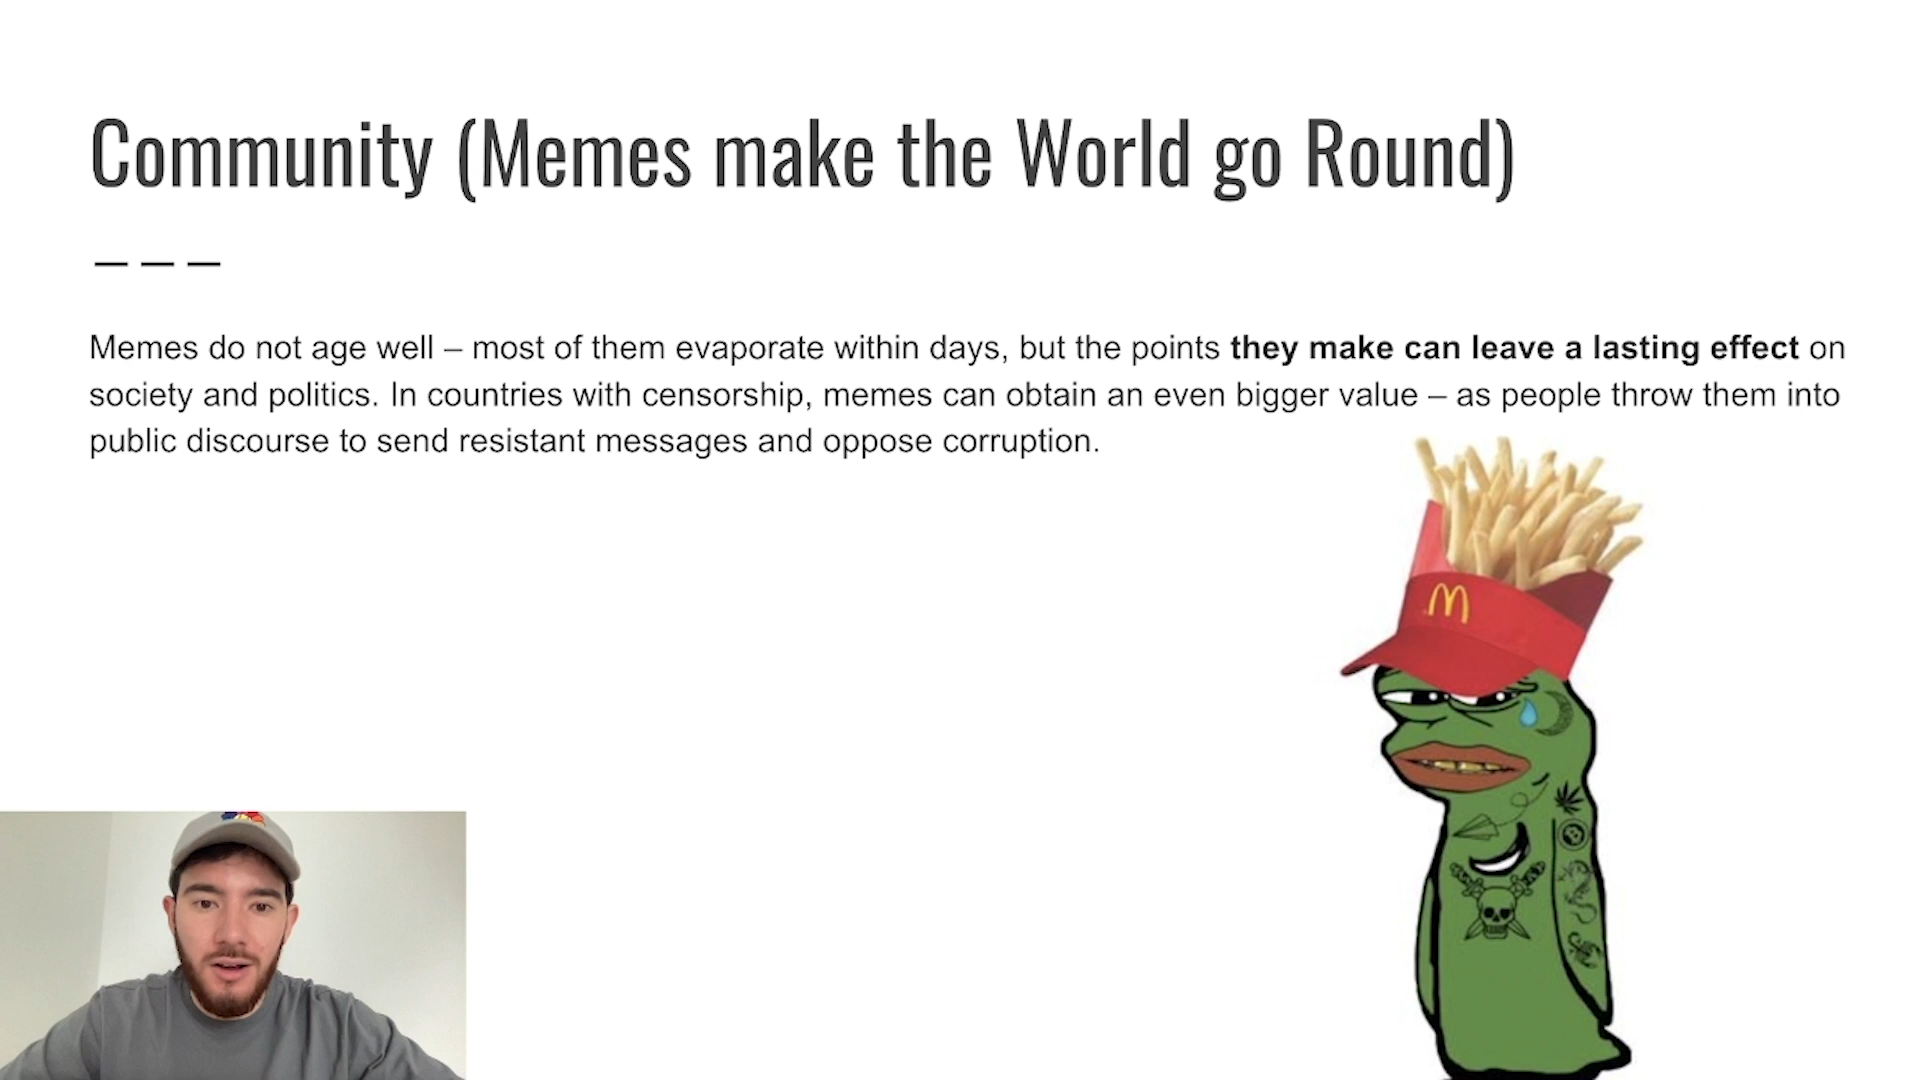 Community (Memes make the World go Round)
Memes do not age well – most of them evaporate within days, but the points they make can leave a lasting effect on
society and politics. In countries with censorship, memes can obtain an even bigger value – as people throw them into
public discourse to send resistant messages and oppose corruption.
M